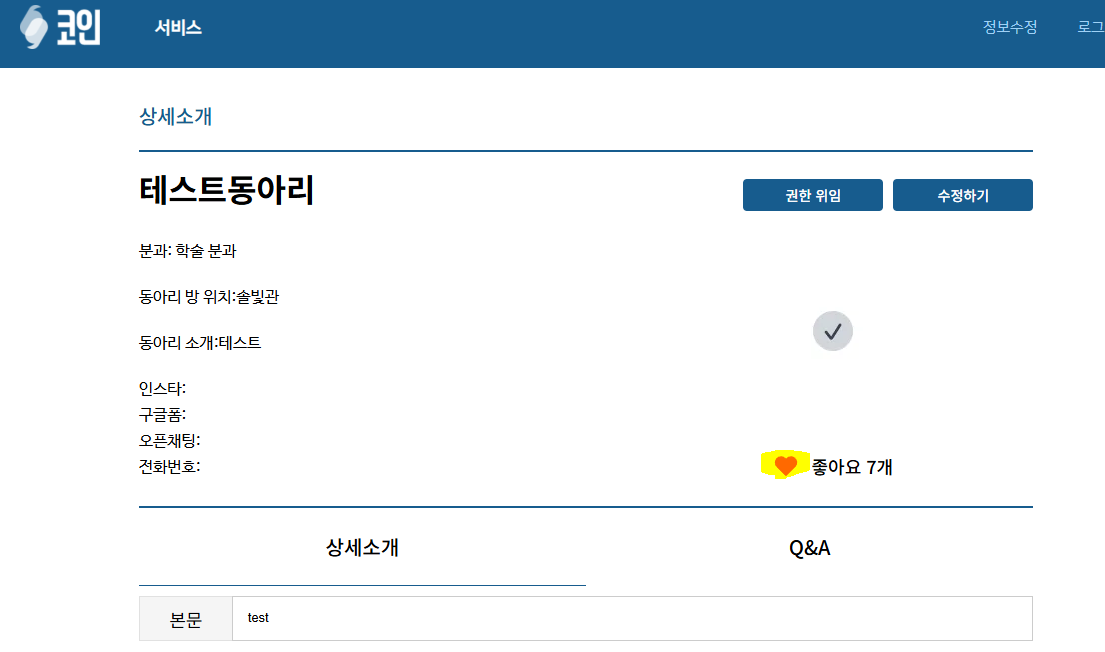 코인 서비스 정보수정 로그
상세소개
테스트동아리
권한 위임 수정하기
분과: 학술 분과
동아리 방 위치:솔빛관
동아리 소개:테스트
인스타:
구글폼:
오픈채팅:
전화번호:
좋아요 7개
상세소개 Q&A
본문 test